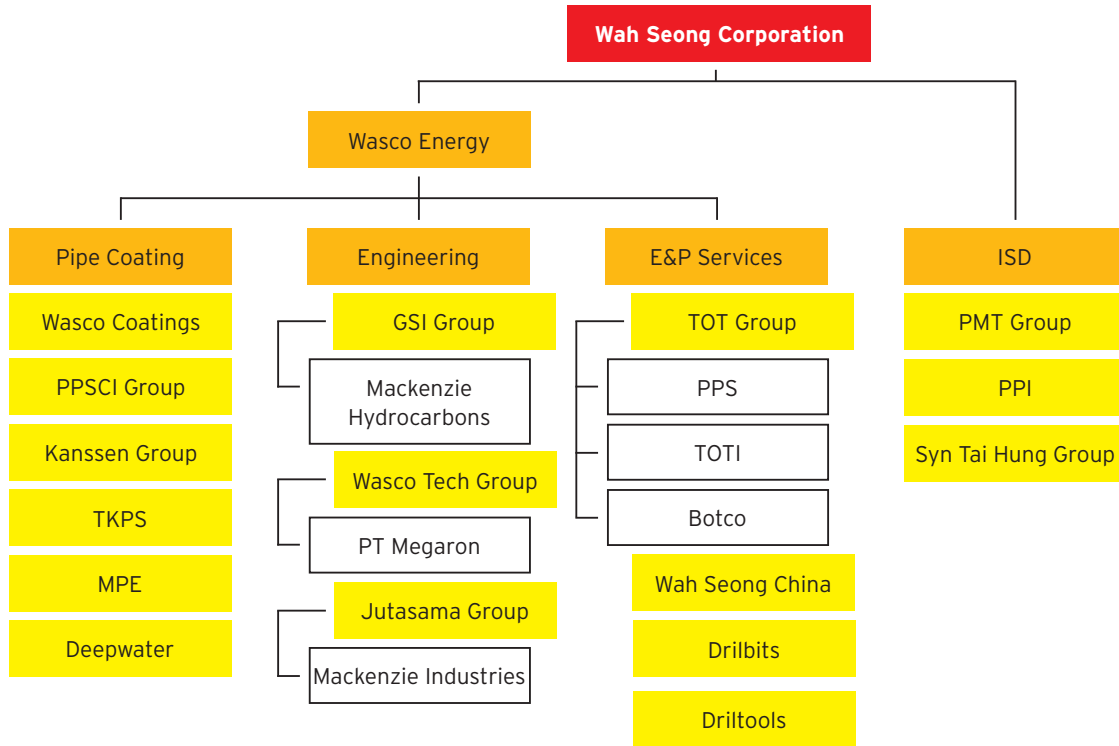 Wah Seong Corporation
Wasco Energy
Pipe Coating
Wasco Coatings
PPSCI Group
Kanssen Group
TKPS
MPE
Deepwater
Engineering
GSI Group
Mackenzie
Hydrocarbons
Wasco Tech Group
PT Megaron
Jutasama Group
Mackenzie Industries
E&P Services
TOT Group
PPS
TOTI
Botco
Wah Seong China
Drilbits
Driltools
ISD
PMT Group
PPI
Syn Tai Hung Group